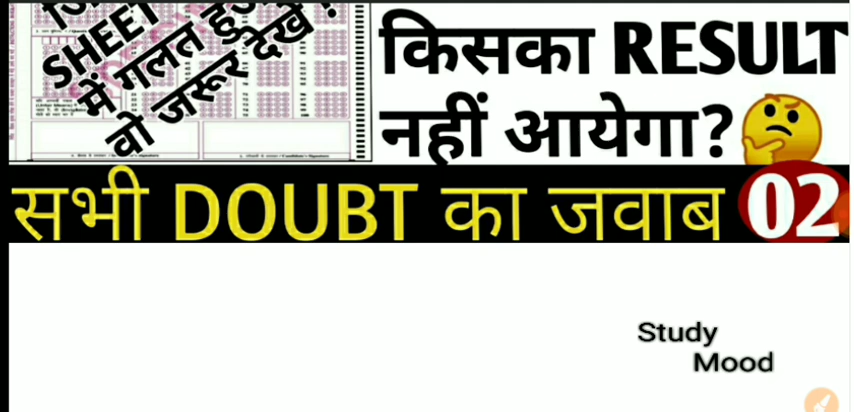 SHEET
में गलत हुआ
वो जरूर देखें !
किसका RESULT
नहीं आयेगा?
सभी DOUBT का जवाब 02
Study
Mood